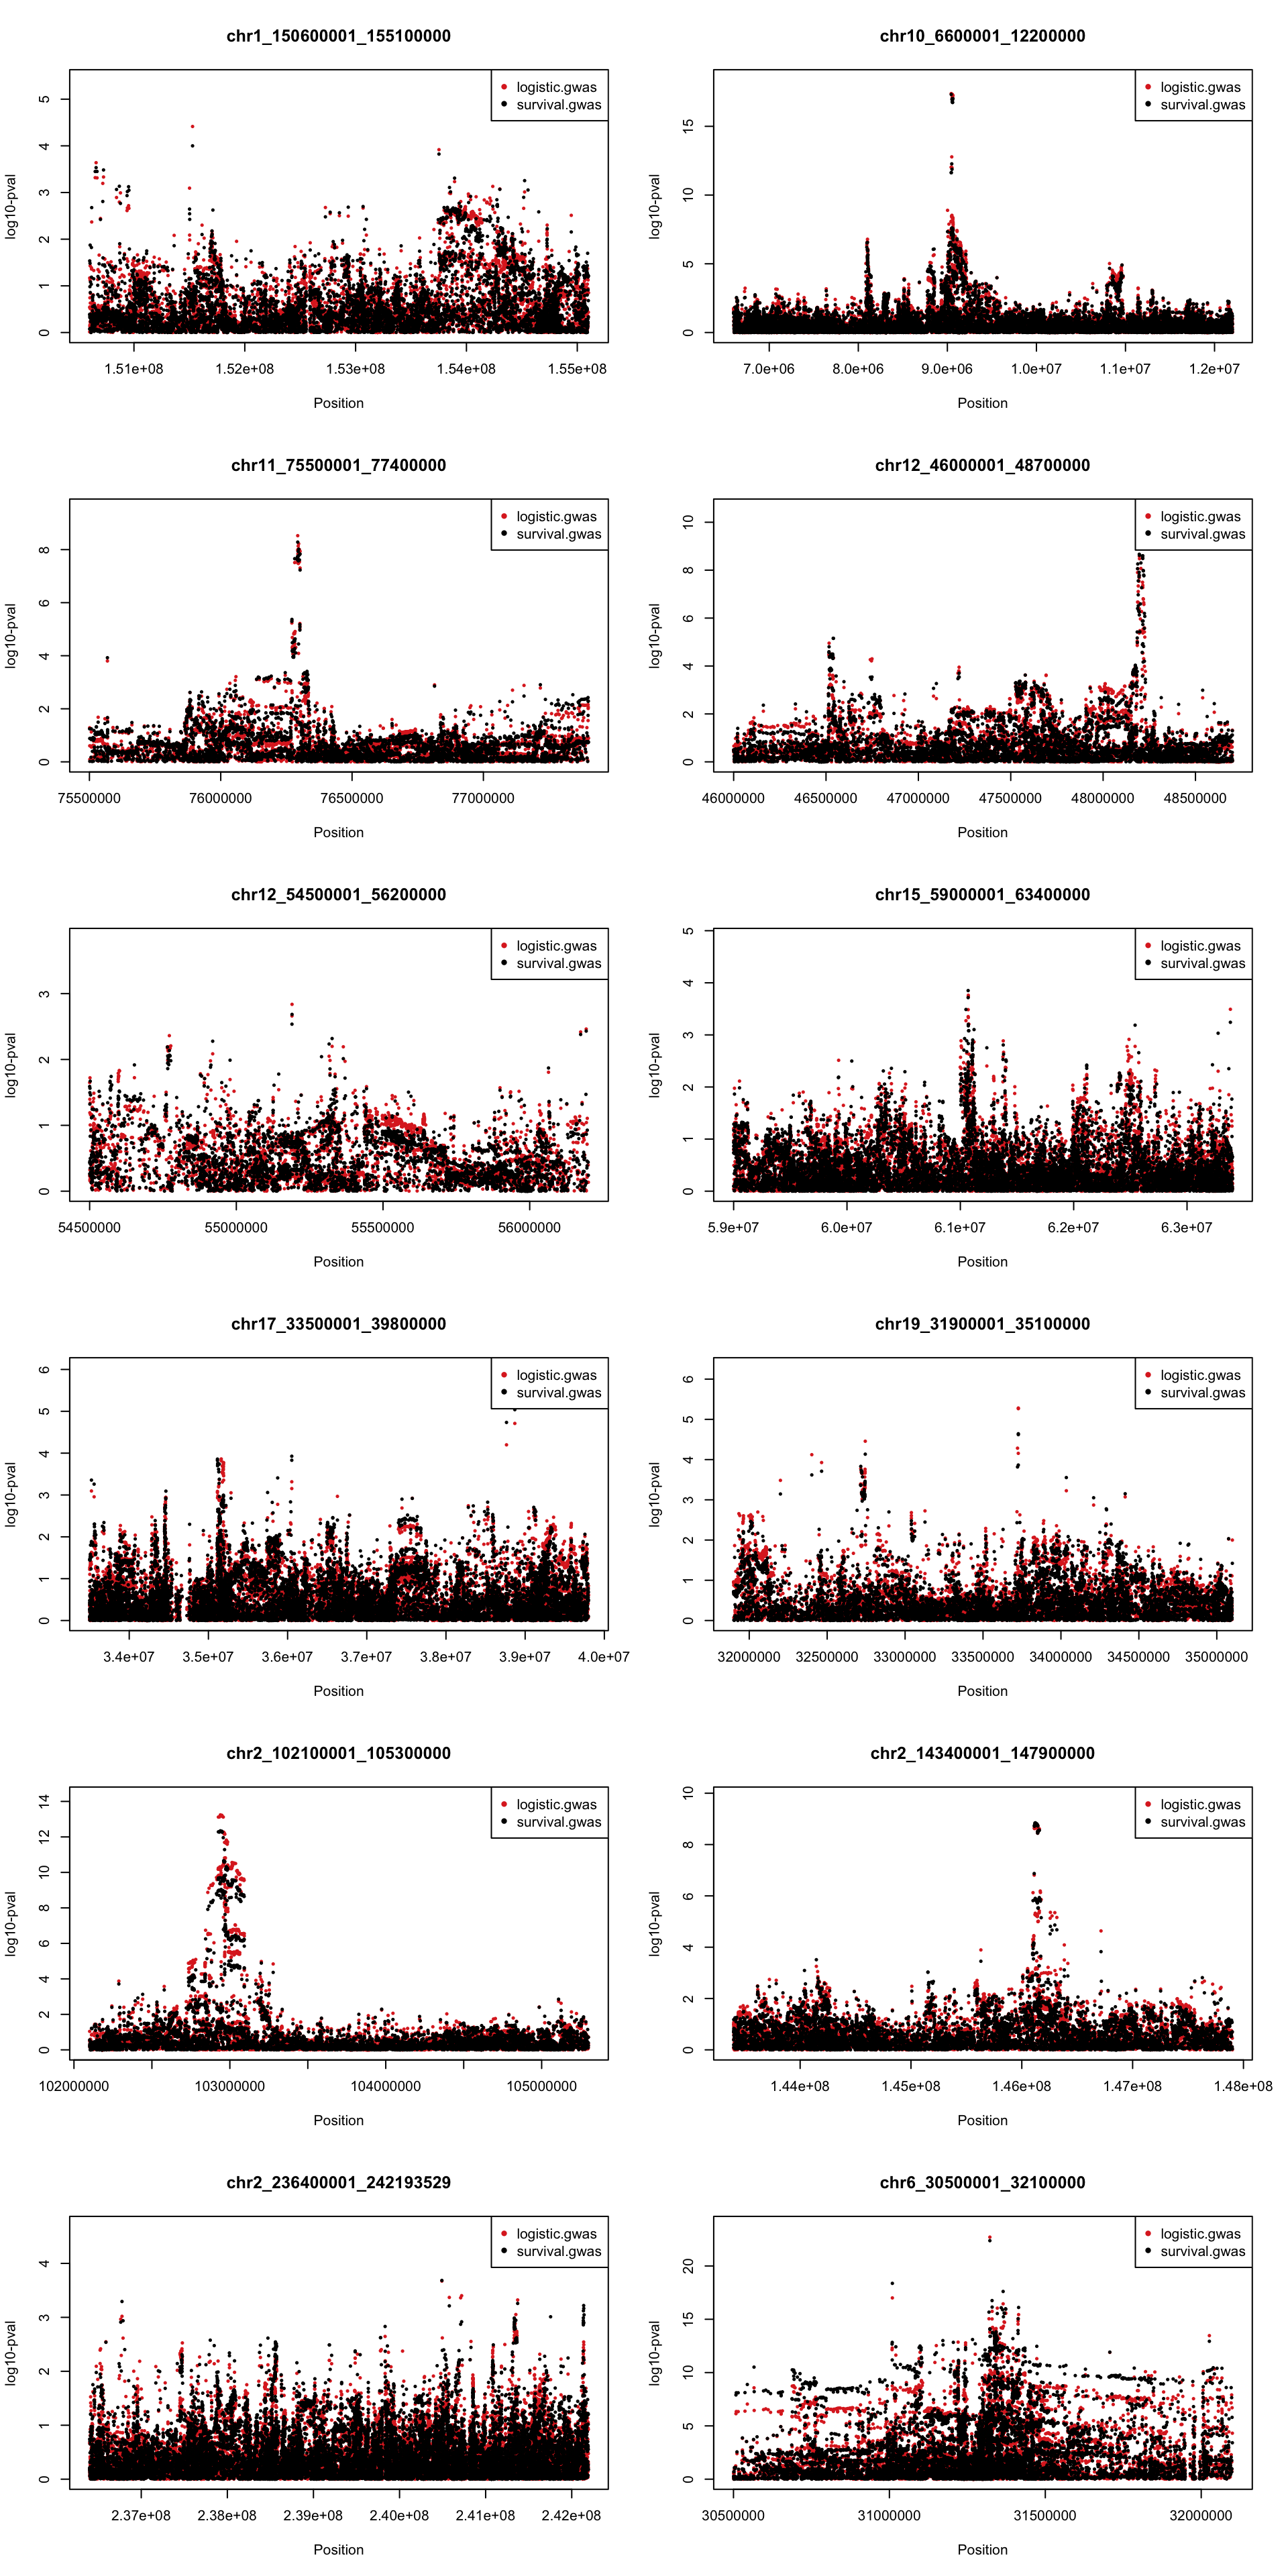 chr1_150600001_155100000
log10-pval
5
4
3
2
1
0
logistic.gwas
survival.gwas
1.51e+08 1.52e+08 1.53e+08 1.54e+08 1.55e+08
Position
chr10_6600001_12200000
log10-pval
15
10
5
0
logistic.gwas
survival.gwas
7.0e+06 8.0e+06 9.0e+06 1.0e+07 1.1e+07 1.2e+07
Position
chr11_75500001_77400000
log10-pval
8
6
4
2
0
logistic.gwas
survival.gwas
75500000 76000000 76500000 77000000
Position
chr12_46000001_48700000
log10-pval
10
8
6
4
2
0
logistic.gwas
survival.gwas
46000000 46500000 47000000 47500000 48000000 48500000
Position
chr12_54500001_56200000
log10-pval
3
2
1
0
logistic.gwas
survival.gwas
54500000 55000000 55500000 56000000
Position
chr15_59000001_63400000
log10-pval
5
4
3
2
1
0
logistic.gwas
survival.gwas
5.9e+07 6.0e+07 6.1e+07 6.2e+07 6.3e+07
Position
chr17_33500001_39800000
log10-pval
6
5
4
3
2
1
0
logistic.gwas
survival.gwas
3.4e+07 3.5e+07 3.6e+07 3.7e+07 3.8e+07 3.9e+07 4.0e+07
Position
chr19_31900001_35100000
log10-pval
6
5
4
3
2
1
0
logistic.gwas
survival.gwas
32000000 32500000 33000000 33500000 34000000 34500000 35000000
Position
chr2_102100001_105300000
log10-pval
14
12
10
8
6
4
2
0
logistic.gwas
survival.gwas
102000000 103000000 104000000 105000000
Position
chr2_143400001_147900000
log10-pval
10
8
6
4
2
0
logistic.gwas
survival.gwas
1.44e+08 1.45e+08 1.46e+08 1.47e+08 1.48e+08
Position
chr2_236400001_242193529
log10-pval
4
3
2
1
0
logistic.gwas
survival.gwas
2.37e+08 2.38e+08 2.39e+08 2.40e+08 2.41e+08 2.42e+08
Position
chr6_30500001_32100000
log10-pval
20
15
10
5
0
logistic.gwas
survival.gwas
30500000 31000000 31500000 32000000
Position